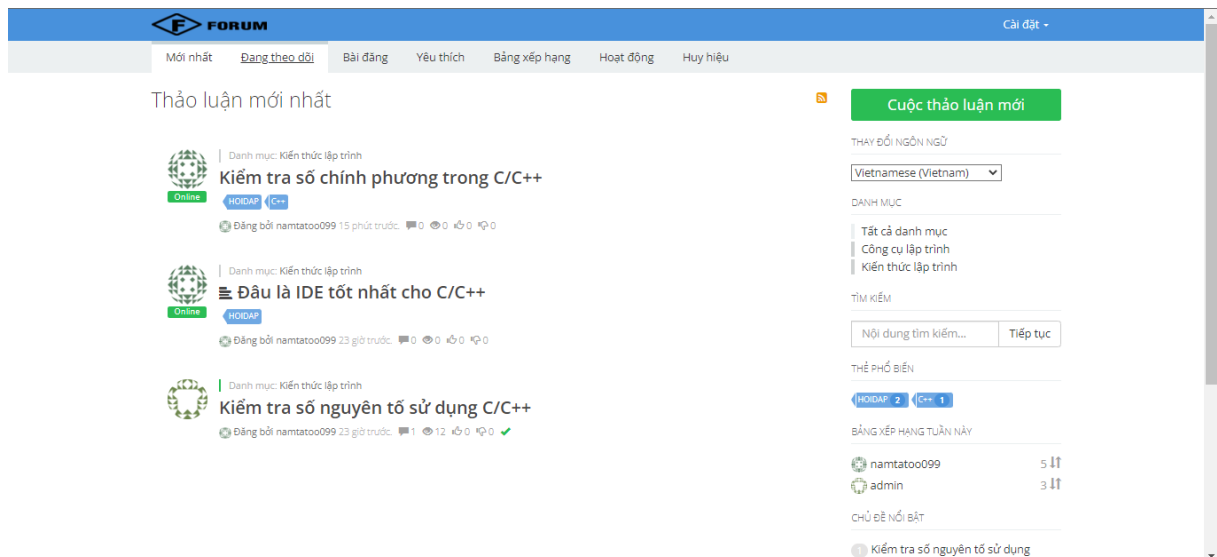 F FORUM
Cài đặt
Mới nhất Đang theo dõi Bài đăng Yêu thích Bảng xếp hạng Hoạt động Huy hiệu
Thảo luận mới nhất
Danh mục: Kiến thức lập trình
Kiểm tra số chính phương trong C/C++
Online
HOIDAP C++
Đăng bởi namtatoo099 15 phút trước. 0 0 0 0
Danh mục: Kiến thức lập trình
Đâu là IDE tốt nhất cho C/C++
Online
HOIDAP
Đăng bởi namtatoo099 23 giờ trước. 0 0 0 0
Danh mục: Kiến thức lập trình
Kiểm tra số nguyên tố sử dụng C/C++
Đăng bởi namtatoo099 23 giờ trước. 1 12 0 0
Cuộc thảo luận mới
THAY ĐỔI NGÔN NGỮ
Vietnamese (Vietnam)
DANH MỤC
Tất cả danh mục
Công cụ lập trình
Kiến thức lập trình
TÌM KIẾM
Nội dung tìm kiếm... Tiếp tục
THẺ PHỔ BIẾN
HOIDAP 2 C++ 1
BẢNG XẾP HẠNG TUẦN NÀY
namtatoo099 5
admin 3
CHỦ ĐỀ NỔI BẬT
1 Kiểm tra số nguyên tố sử dụng